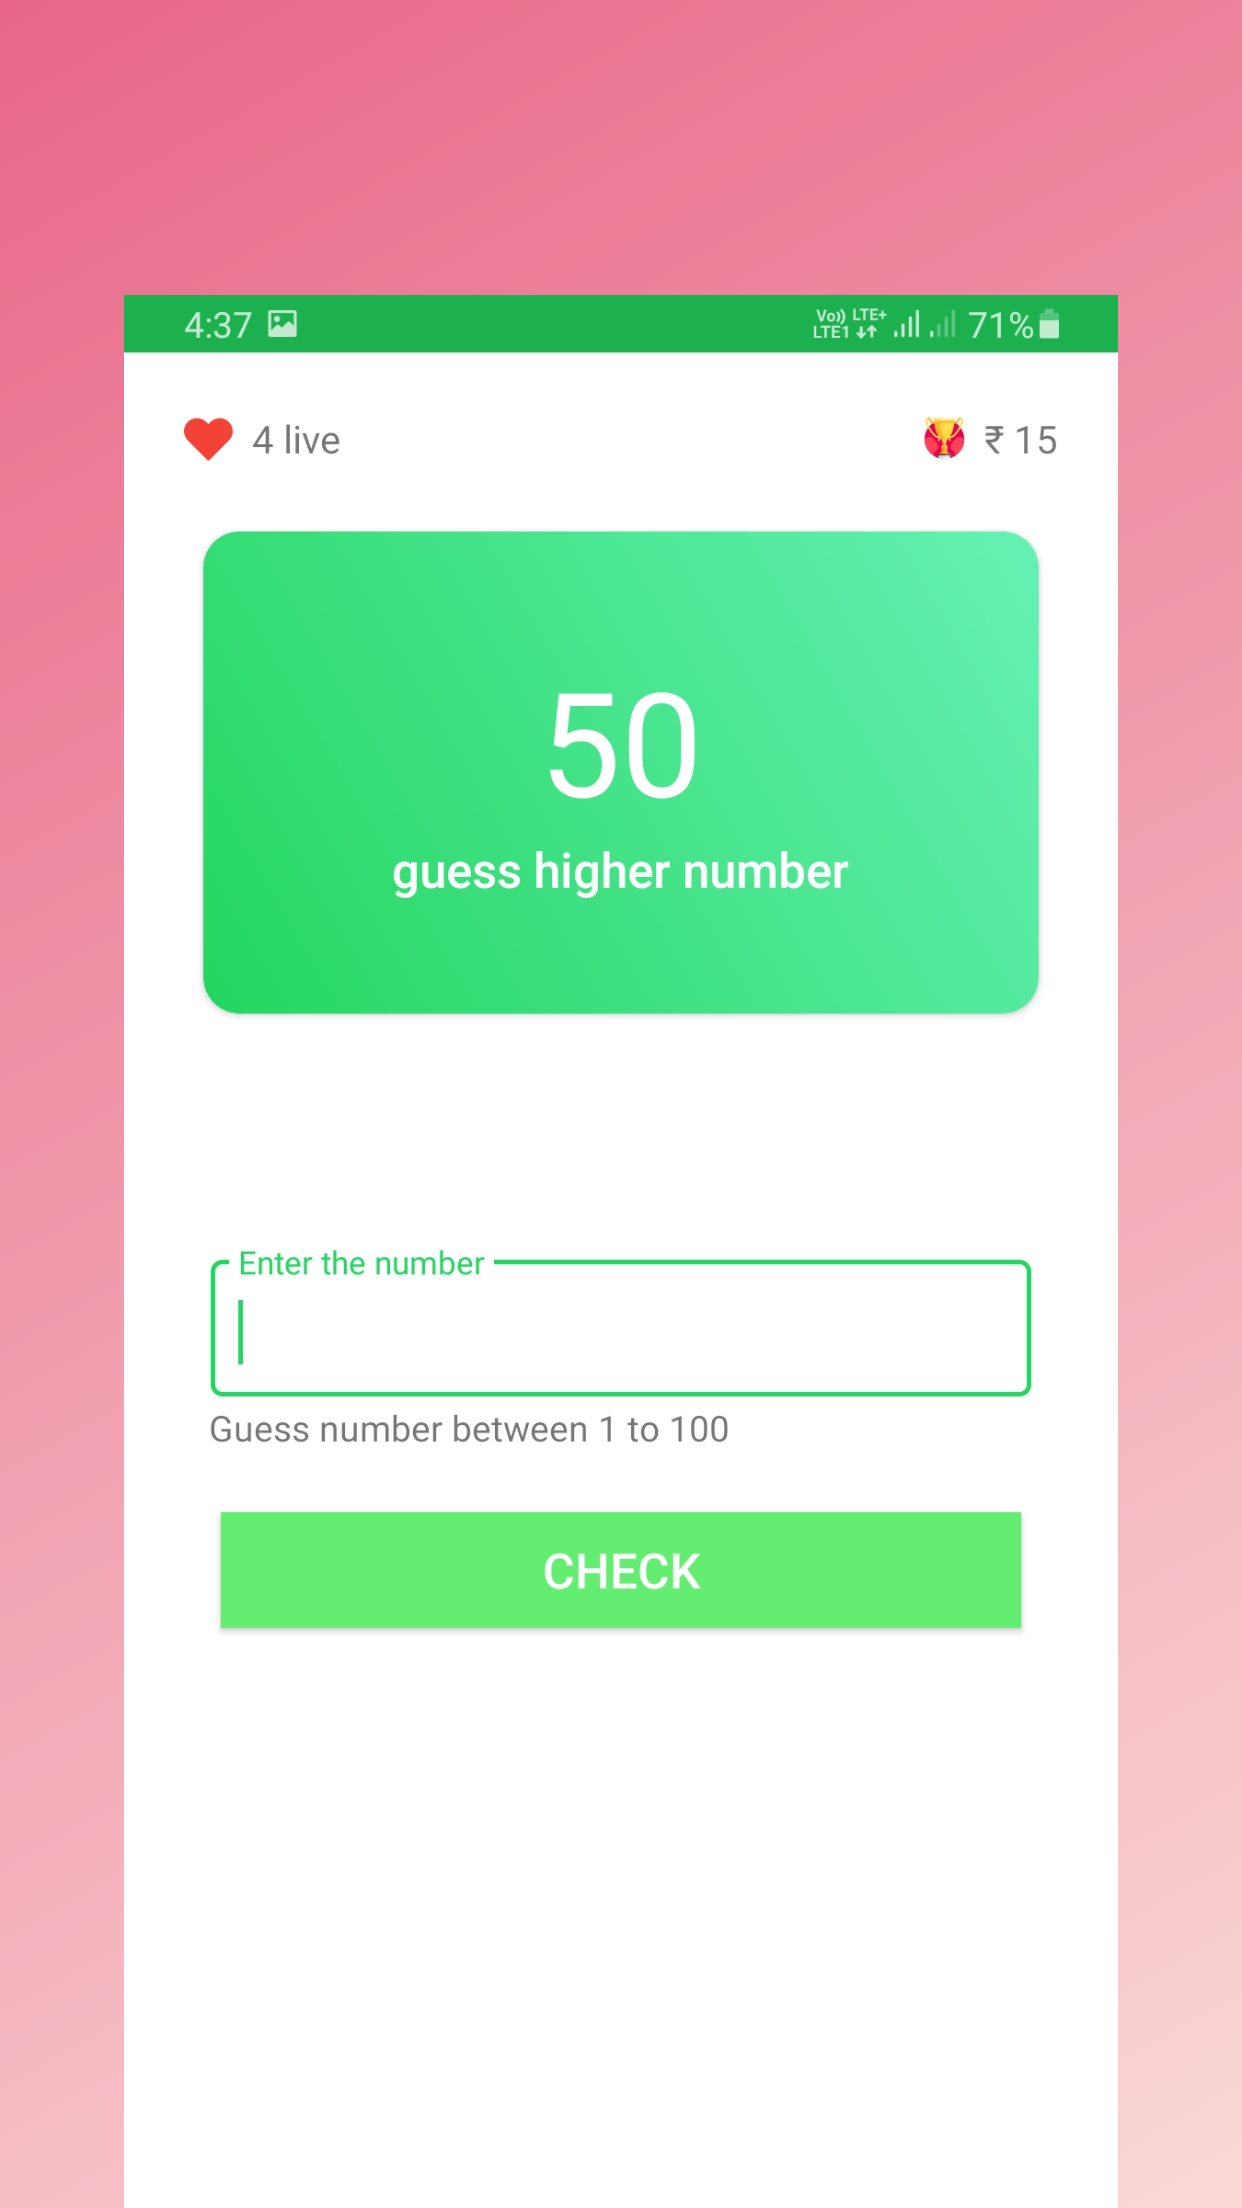 4:37 Vo)) LTE+ LTE1 71%
4 live ₹ 15
50
guess higher number
Enter the number
Guess number between 1 to 100
CHECK